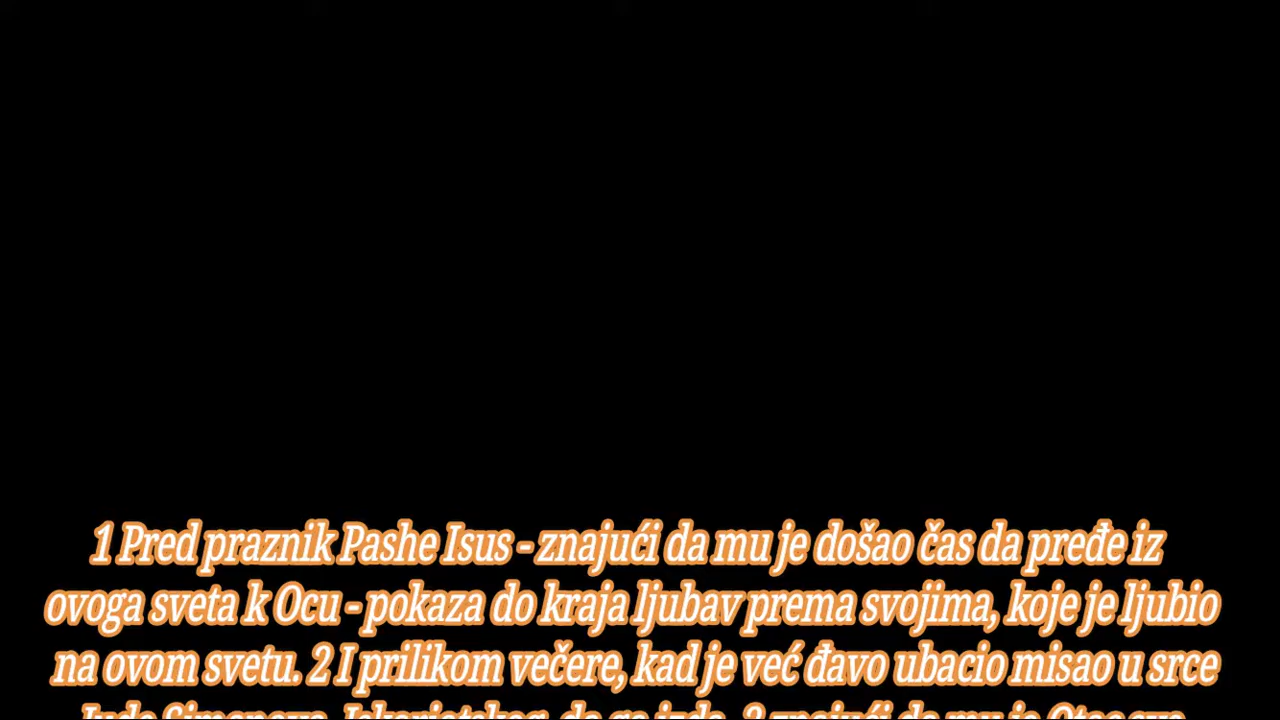 1 Pred praznik Pashe Isus - znajući da mu je došao čas da pređe iz
ovoga sveta k Ocu - pokaza do kraja ljubav prema svojima, koje je ljubio
na ovom svetu. 2 I prilikom večere, kad je već đavo ubacio misao u srce